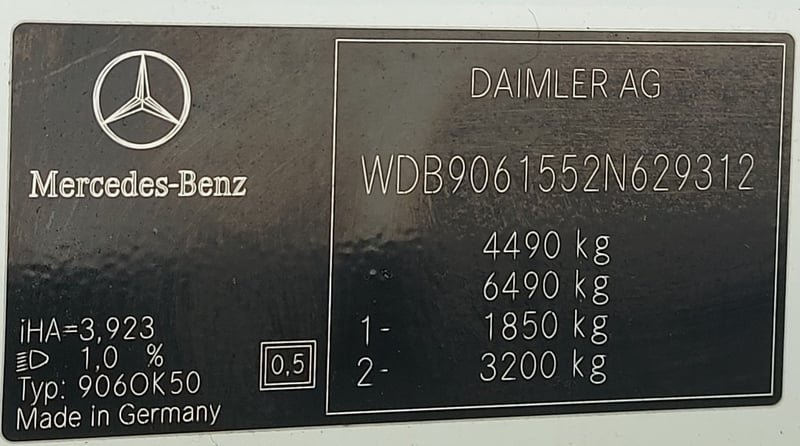 Mercedes-Benz
iHA=3,923
1,0 %
Typ: 906OK50
Made in Germany
0,5
DAIMLER AG
WDB9061552N629312
4490 kg
6490 kg
1- 1850 kg
2- 3200 kg